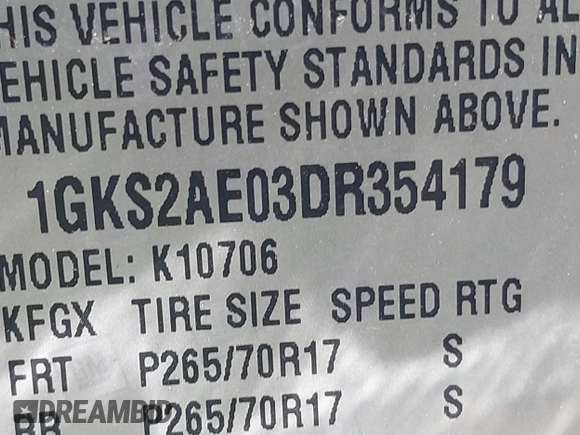 HIS VEHICLE CONFORMS TO AL
EHICLE SAFETY STANDARDS IN
MANUFACTURE SHOWN ABOVE.
1GKS2AE03DR354179
MODEL: K10706
KFGX TIRE SIZE SPEED RTG
FRT P265/70R17 S
RR P265/70R17 S
DREAMBID